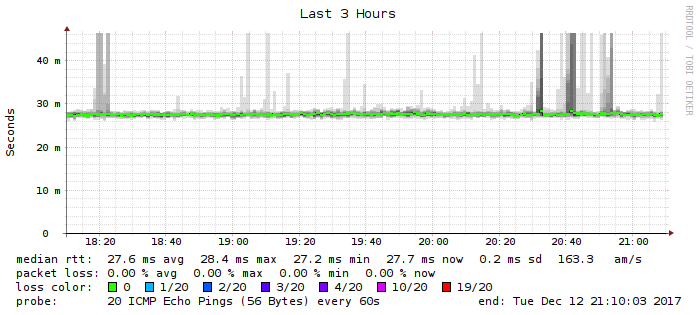 Last 3 Hours
RRDTOOL / TOBI OETIKER
Seconds
40 m
30 m
20 m
10 m
0
18:20 18:40 19:00 19:20 19:40 20:00 20:20 20:40 21:00
median rtt: 27.6 ms avg 28.4 ms max 27.2 ms min 27.7 ms now 0.2 ms sd 163.3 am/s
packet loss: 0.00 % avg 0.00 % max 0.00 % min 0.00 % now
loss color: 0 1/20 2/20 3/20 4/20 10/20 19/20
probe: 20 ICMP Echo Pings (56 Bytes) every 60s end: Tue Dec 12 21:10:03 2017